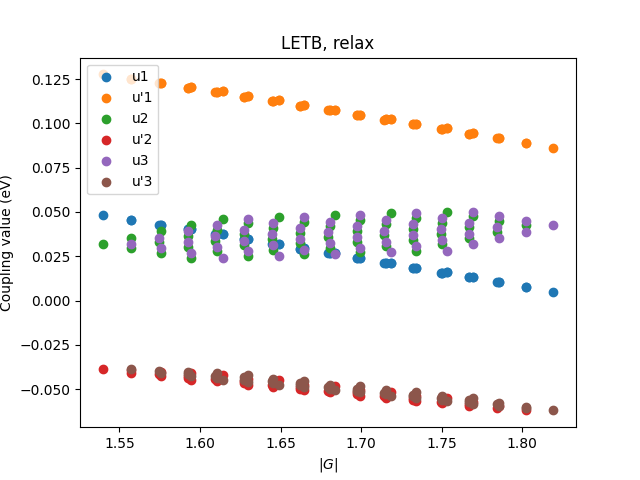 LETB, relax
u1
u'1
u2
u'2
u3
u'3
Coupling value (eV)
0.125
0.100
0.075
0.050
0.025
0.000
−0.025
−0.050
1.55
1.60
1.65
1.70
1.75
1.80
|G|